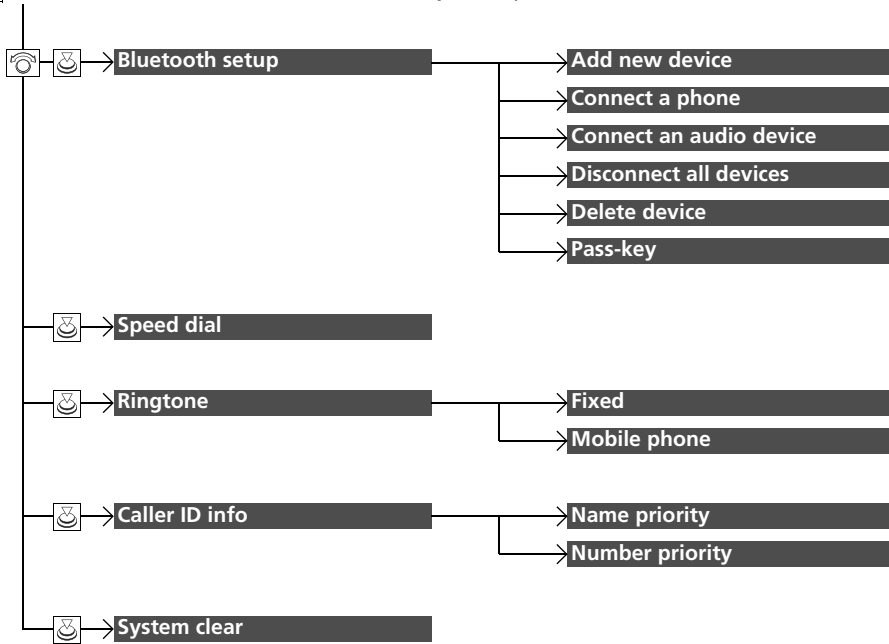 Bluetooth setup
Add new device
Connect a phone
Connect an audio device
Disconnect all devices
Delete device
Pass-key
Speed dial
Ringtone
Fixed
Mobile phone
Caller ID info
Name priority
Number priority
System clear